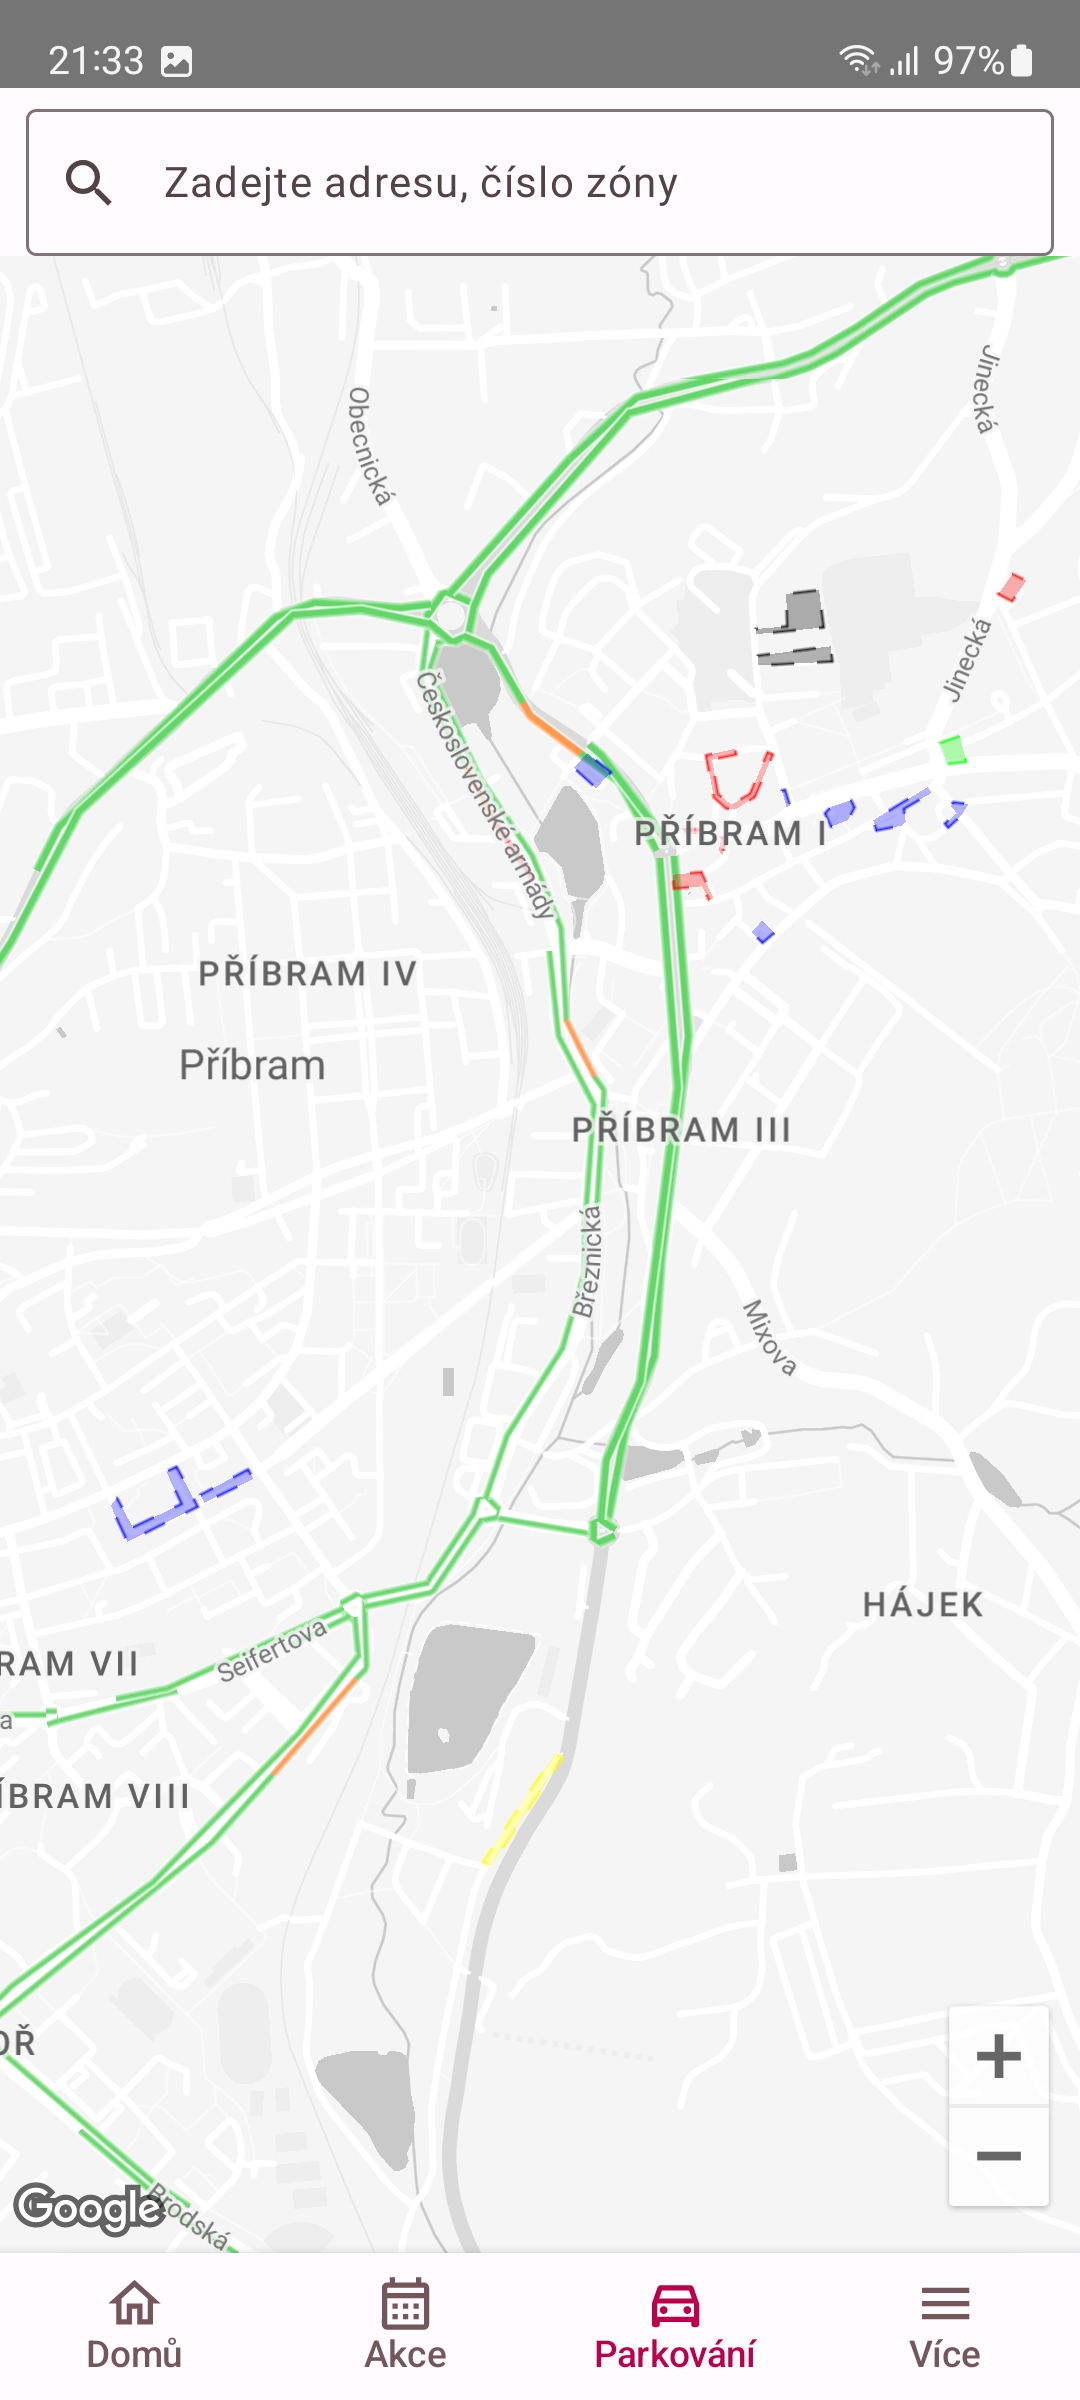 21:33
97%
Zadejte adresu, číslo zóny
Jinecká
Obecnická
Jinecká
Československé armády
PŘÍBRAM I
PŘÍBRAM IV
Příbram
PŘÍBRAM III
Březnická
Mixova
HÁJEK
Seifertova
RAM VII
a
ÍBRAM VIII
OŘ
Brodská
Google
Domů
Akce
Parkování
Více